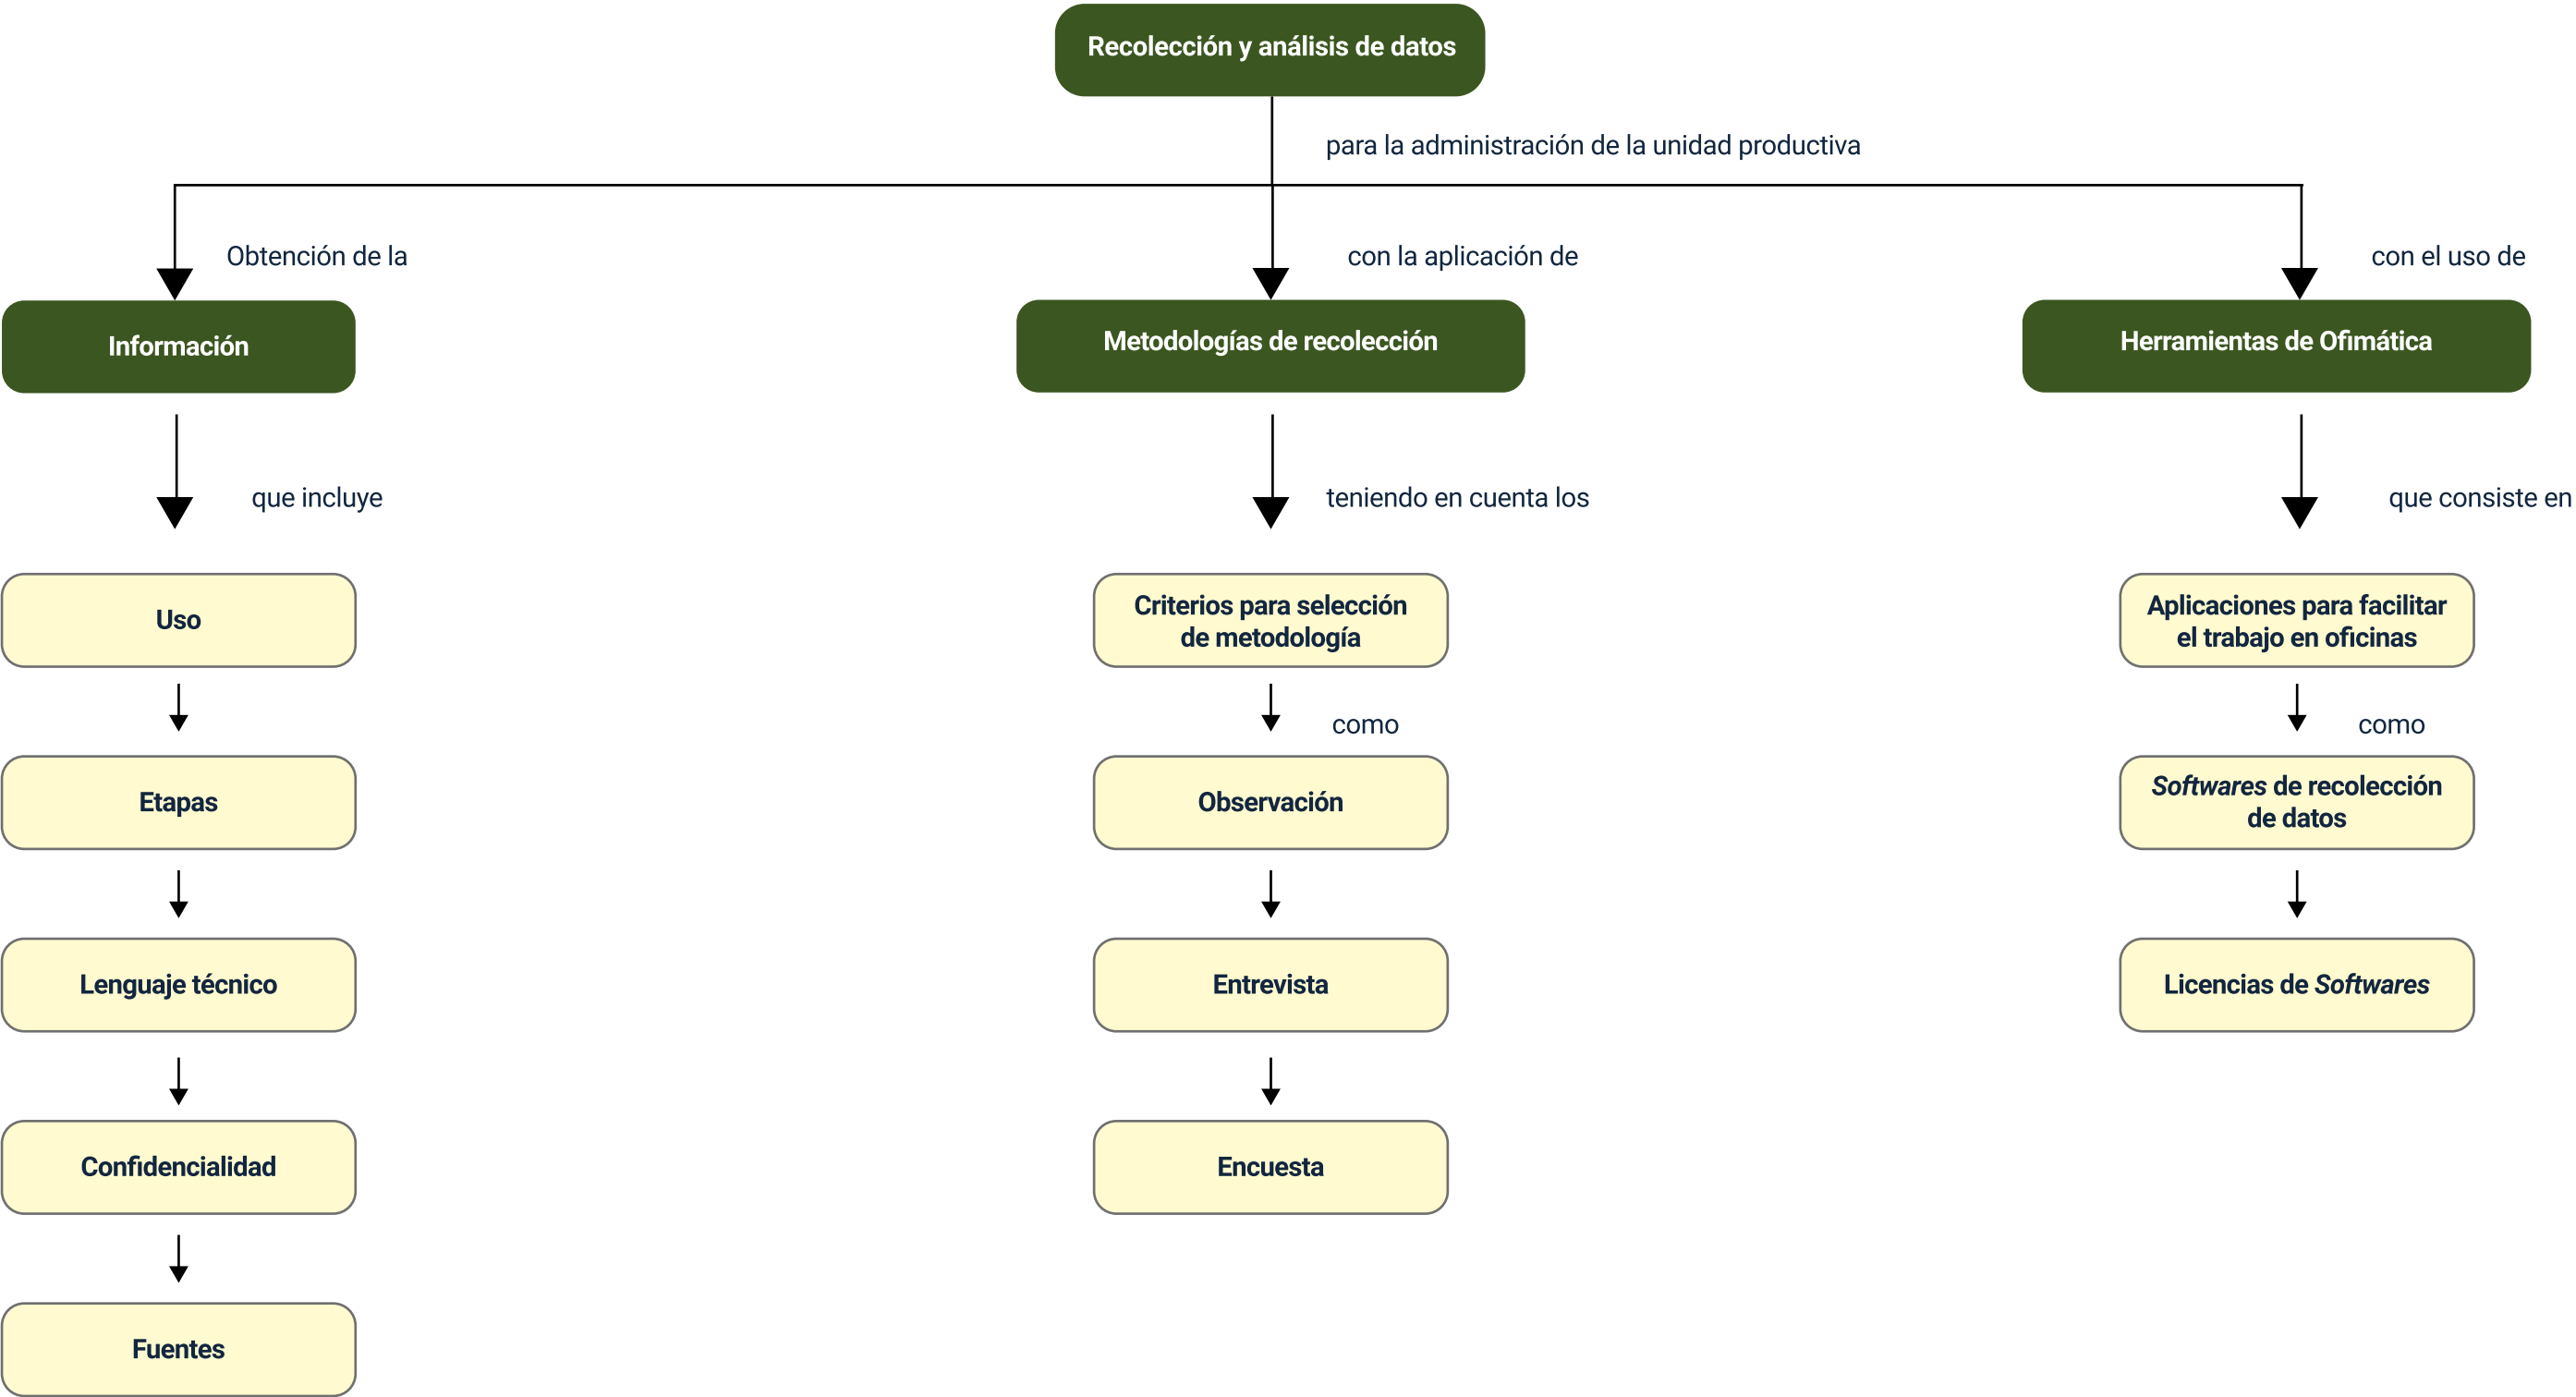 Recolección y análisis de datos
para la administración de la unidad productiva
Obtención de la
con la aplicación de
con el uso de
Información
Metodologías de recolección
Herramientas de Ofimática
que incluye
teniendo en cuenta los
que consiste en
Uso
Criterios para selección
de metodología
Aplicaciones para facilitar
el trabajo en oficinas
como
como
Etapas
Observación
Softwares de recolección
de datos
Lenguaje técnico
Entrevista
Licencias de Softwares
Confidencialidad
Encuesta
Fuentes